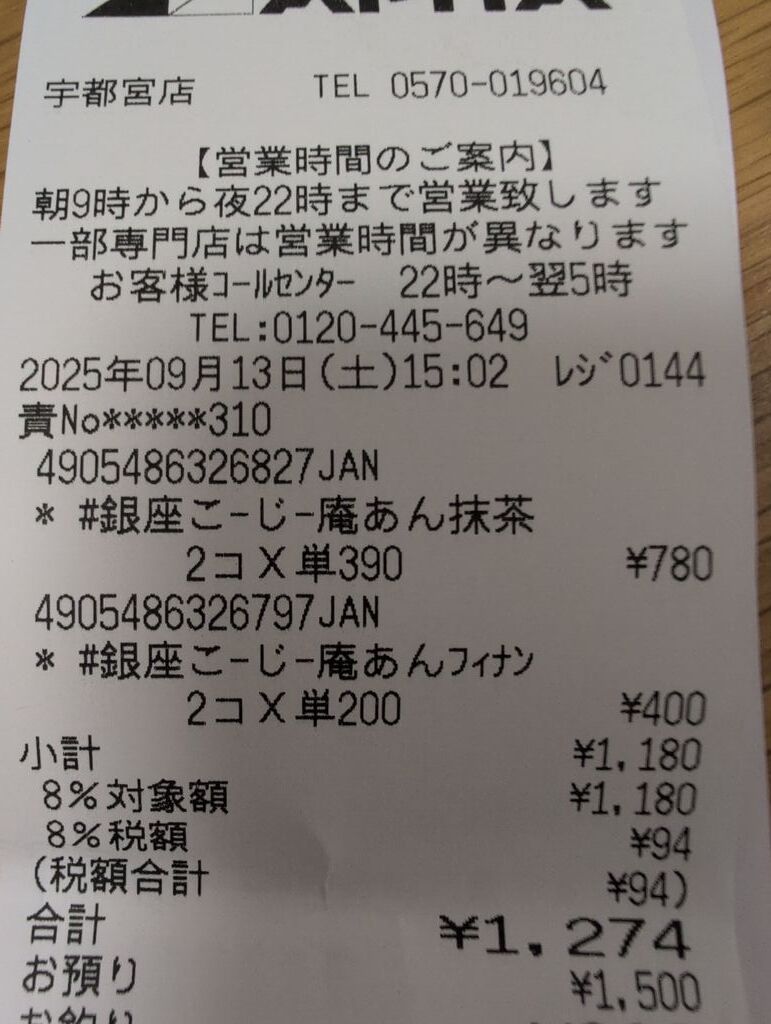 宇都宮店 TEL 0570-019604
【営業時間のご案内】
朝9時から夜22時まで営業致します
一部専門店は営業時間が異なります
お客様ｺｰﾙｾﾝﾀｰ 22時～翌5時
TEL:0120-445-649
2025年09月13日(土)15:02 ﾚｼﾞ0144
責No*****310
4905486326827JAN
* #銀座こーじー庵あん抹茶
2コX単390 ¥780
4905486326797JAN
* #銀座こーじー庵あんﾌｨﾅﾝ
2コX単200 ¥400
小計 ¥1,180
8%対象額 ¥1,180
8%税額 ¥94
(税額合計 ¥94)
合計 ¥1,274
お預り ¥1,500
お釣り